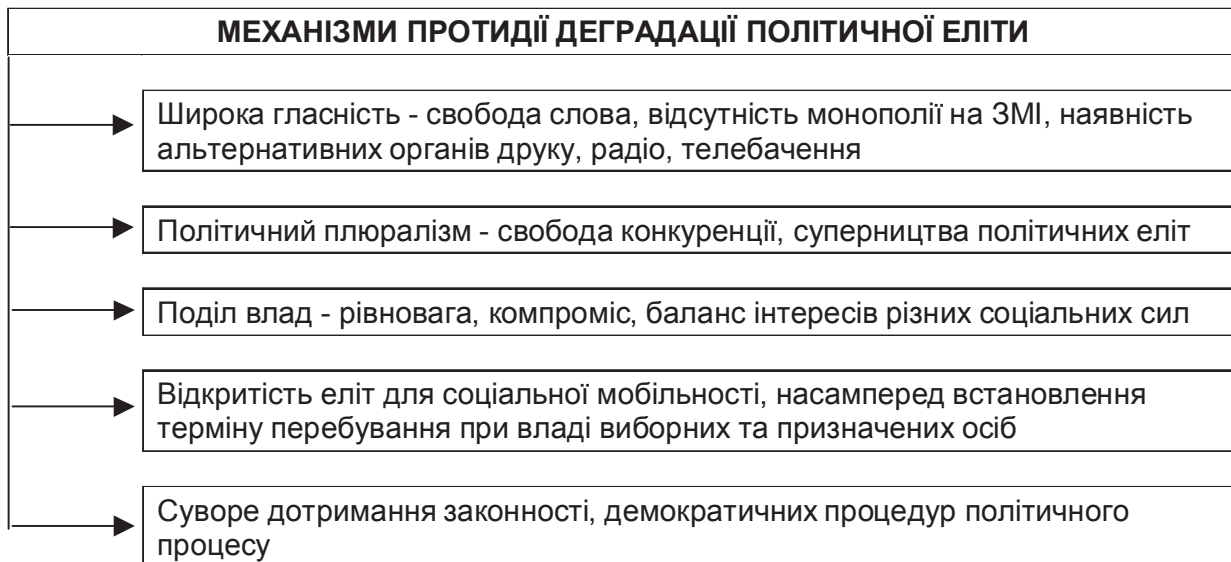 МЕХАНІЗМИ ПРОТИДІЇ ДЕГРАДАЦІЇ ПОЛІТИЧНОЇ ЕЛІТИ
Широка гласність - свобода слова, відсутність монополії на ЗМІ, наявність
альтернативних органів друку, радіо, телебачення
Політичний плюралізм - свобода конкуренції, суперництва політичних еліт
Поділ влад - рівновага, компроміс, баланс інтересів різних соціальних сил
Відкритість еліт для соціальної мобільності, насамперед встановлення
терміну перебування при владі виборних та призначених осіб
Суворе дотримання законності, демократичних процедур політичного
процесу